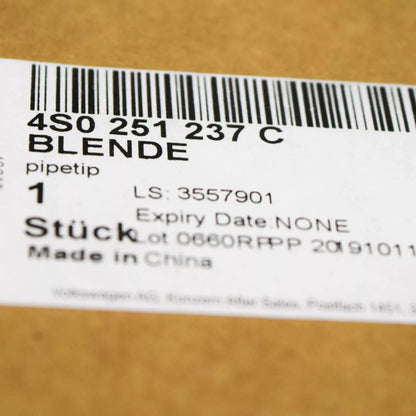 4S0 251 237 C
BLENDE
pipetip
1
LS: 3557901
Expiry Date:NONE
Stück
Lot 0660RPPP 20191011
Made in China
Volkswagen AG, Konzern After Sales, Postfach 1451,